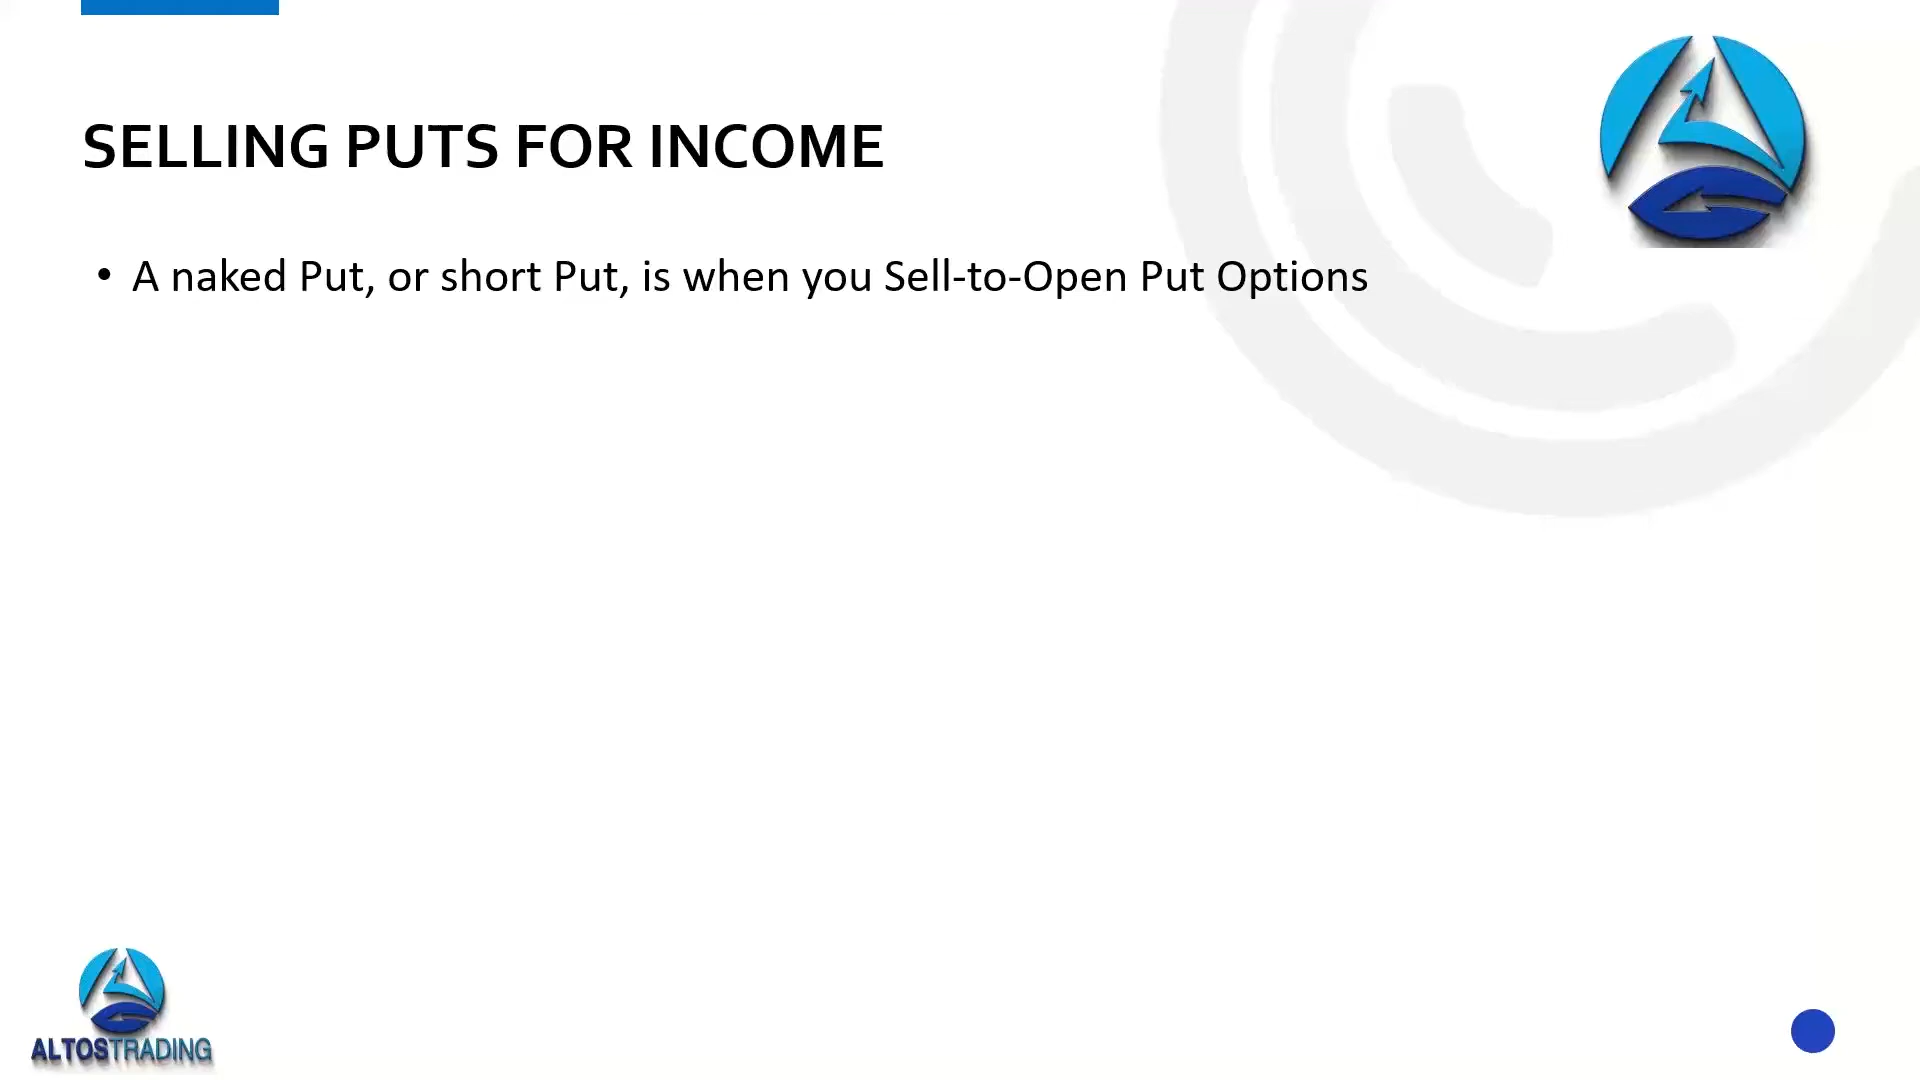 SELLING PUTS FOR INCOME
• A naked Put, or short Put, is when you Sell-to-Open Put Options
ALTOSTRADING